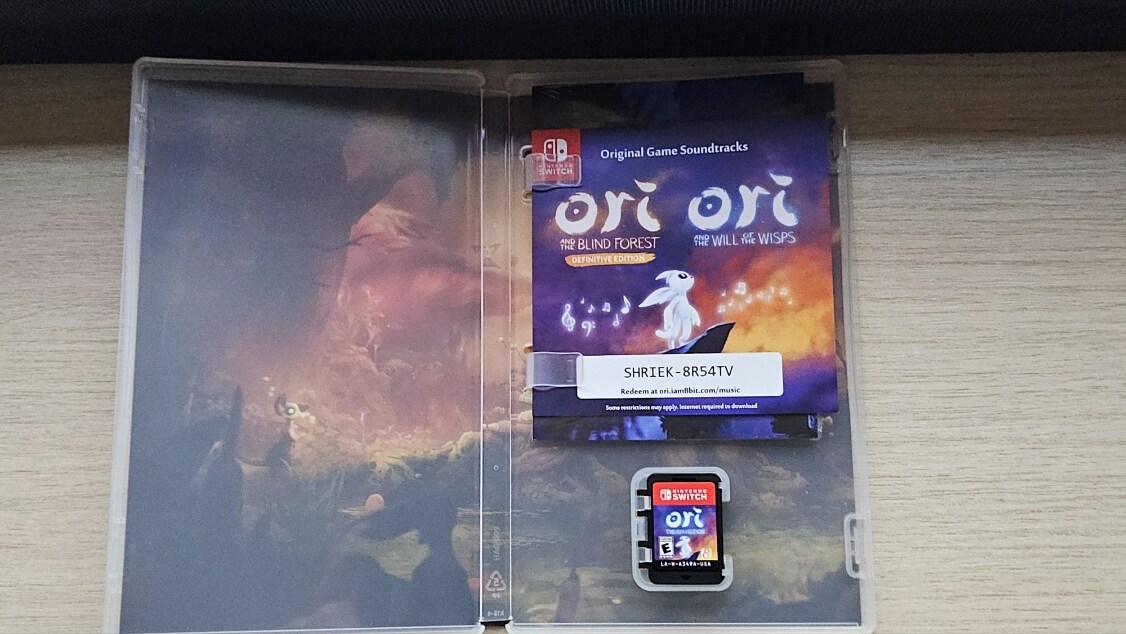 Original Game Soundtracks
NINTENDO
SWITCH
ori
AND THE BLIND FOREST
DEFINITIVE EDITION
ori
AND THE WILL OF THE WISPS
SHRIEK-8R54TV
Redeem at ori.iam8bit.com/music
Some restrictions may apply. Internet required to download
NINTENDO
SWITCH
ori
THE COLLECTION
E
LA-H-A349A-USA